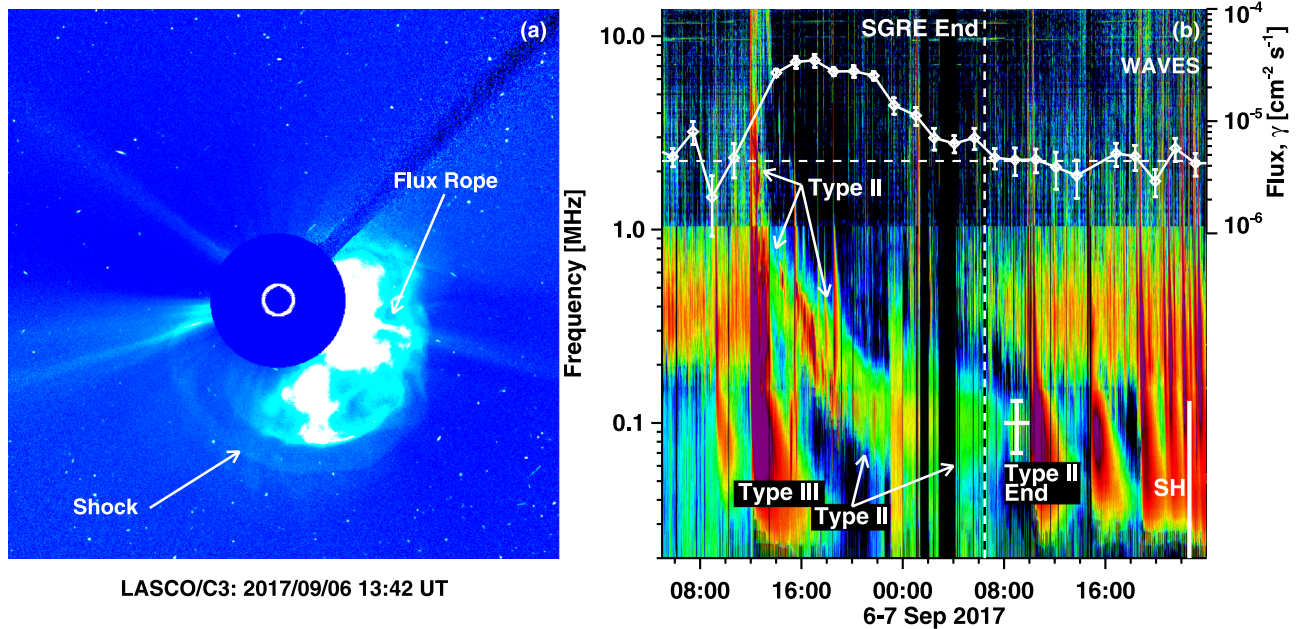 (a)
Flux Rope
Shock
LASCO/C3: 2017/09/06 13:42 UT
SGRE End
(b)
WAVES
Type II
Type III
Type II
Type II
End
SH
Frequency [MHz]
10.0
1.0
0.1
Flux, γ [cm⁻² s⁻¹]
10⁻⁴
10⁻⁵
10⁻⁶
08:00 16:00 00:00 08:00 16:00
6-7 Sep 2017